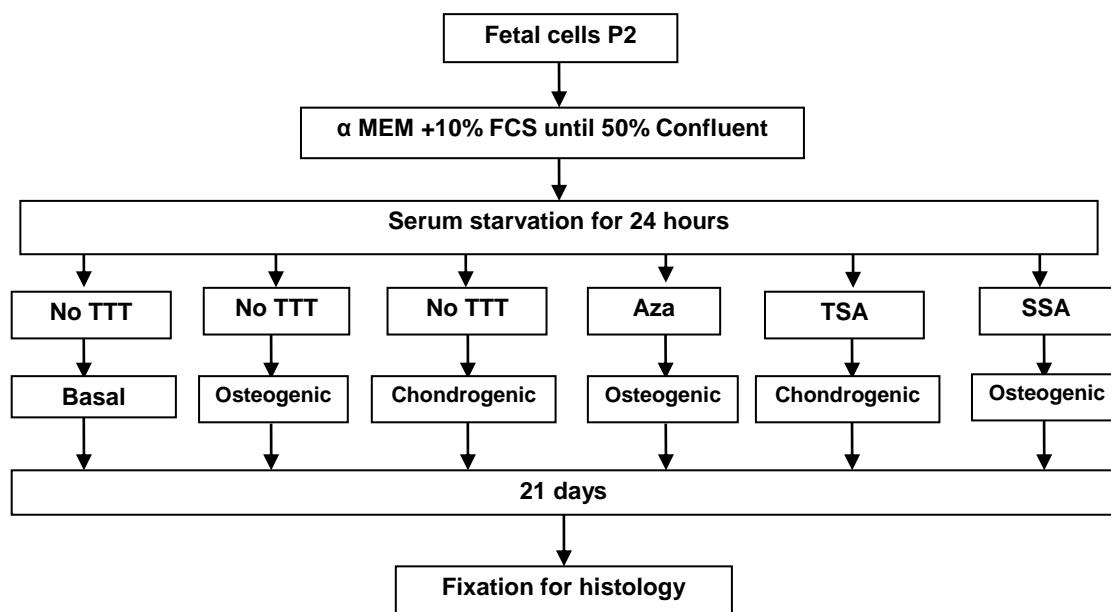 Fetal cells P2
α MEM +10% FCS until 50% Confluent
Serum starvation for 24 hours
No TTT
No TTT
No TTT
Aza
TSA
SSA
Basal
Osteogenic
Chondrogenic
Osteogenic
Chondrogenic
Osteogenic
21 days
Fixation for histology